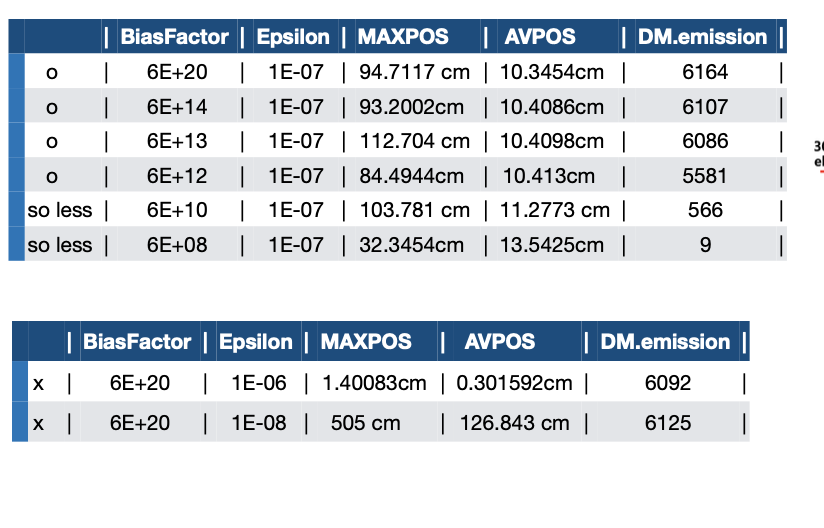 | BiasFactor | Epsilon | MAXPOS | AVPOS | DM.emission |
o | 6E+20 | 1E-07 | 94.7117 cm | 10.3454cm | 6164 |
o | 6E+14 | 1E-07 | 93.2002cm | 10.4086cm | 6107 |
o | 6E+13 | 1E-07 | 112.704 cm | 10.4098cm | 6086 |
o | 6E+12 | 1E-07 | 84.4944cm | 10.413cm | 5581 |
so less | 6E+10 | 1E-07 | 103.781 cm | 11.2773 cm | 566 |
so less | 6E+08 | 1E-07 | 32.3454cm | 13.5425cm | 9 |
| BiasFactor | Epsilon | MAXPOS | AVPOS | DM.emission |
x | 6E+20 | 1E-06 | 1.40083cm | 0.301592cm | 6092 |
x | 6E+20 | 1E-08 | 505 cm | 126.843 cm | 6125 |